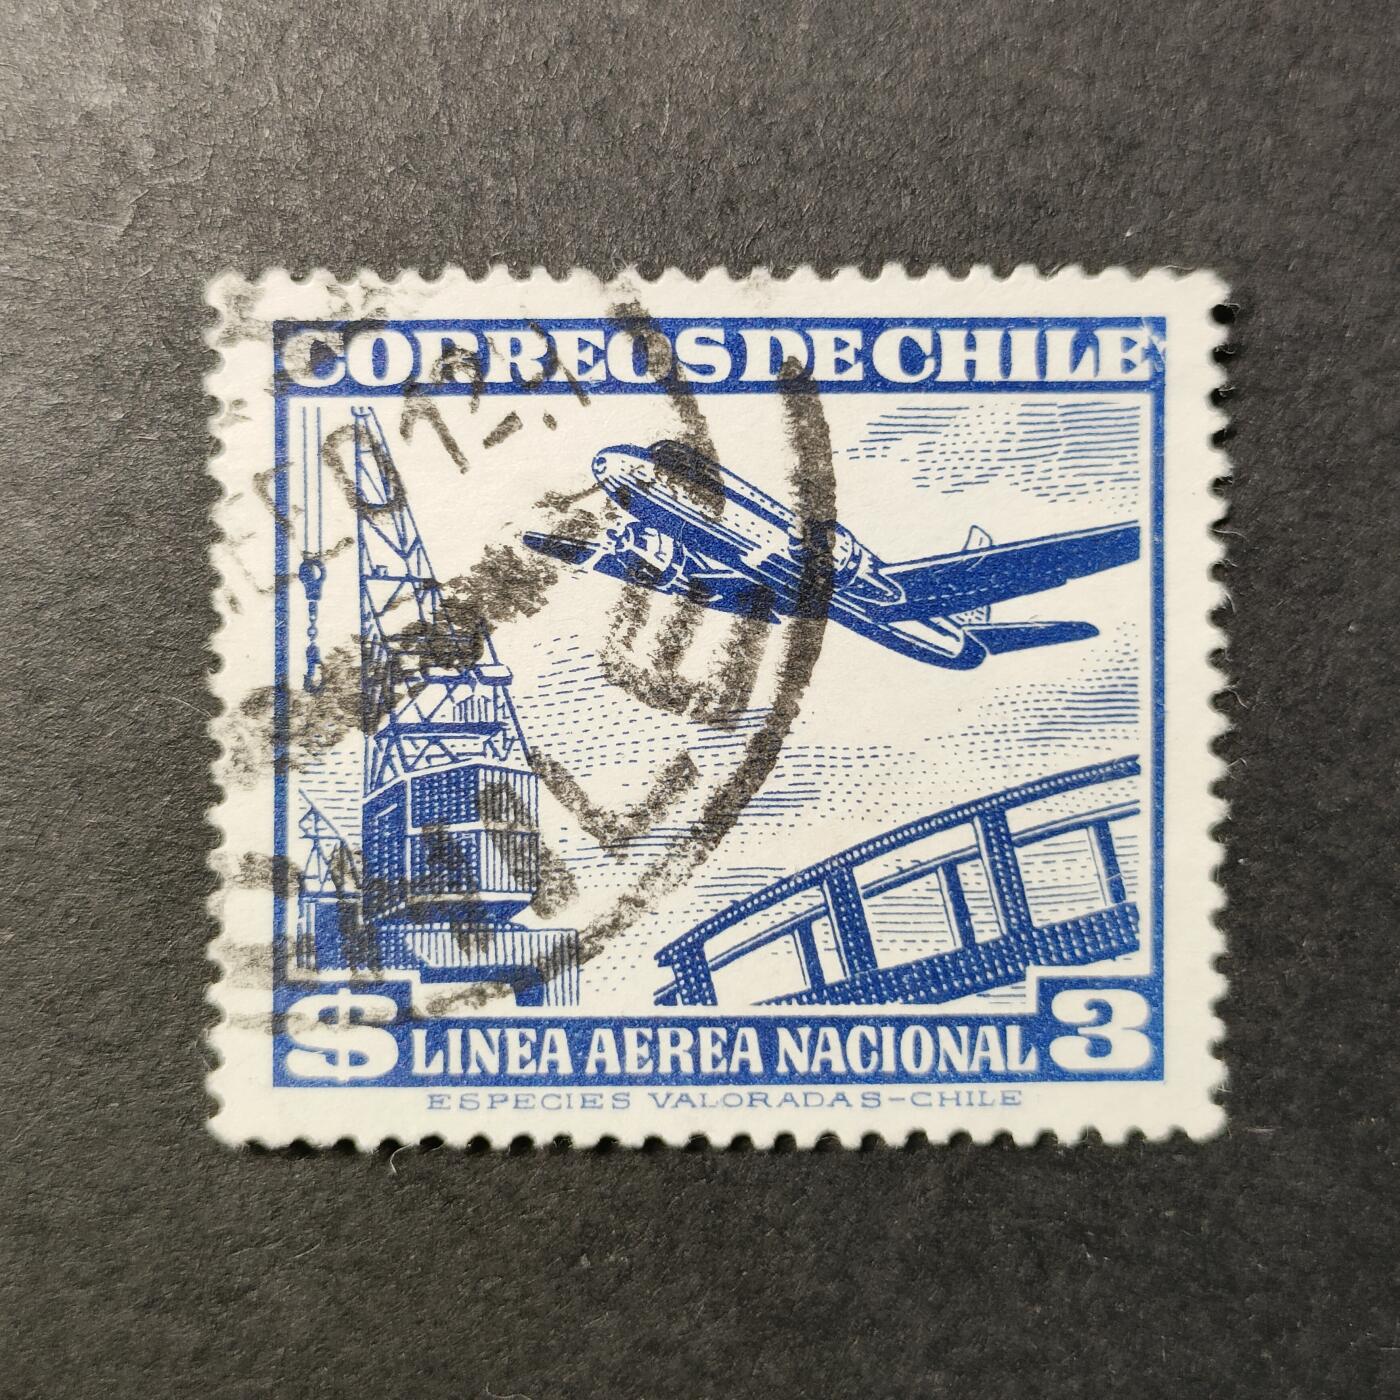 CORREOS DE CHILE
$ LINEA AEREA NACIONAL 3
ESPECIES VALORADAS-CHILE